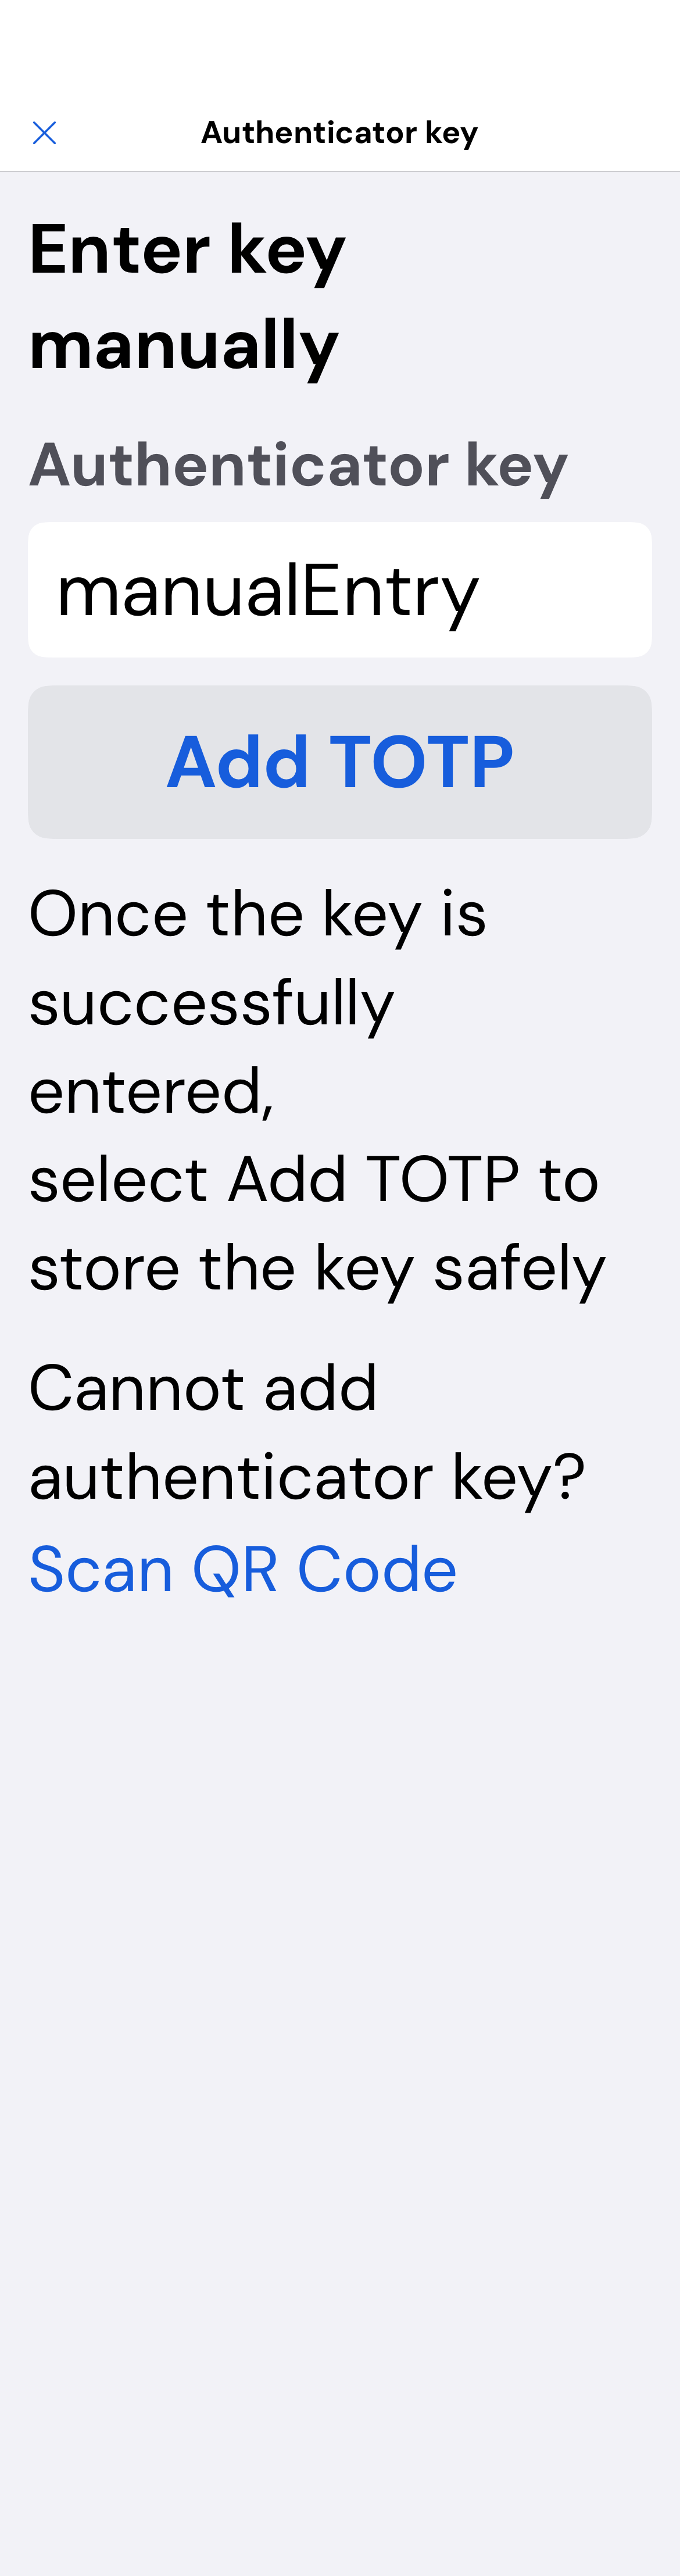 Authenticator key
Enter key
manually
Authenticator key
manualEntry
Add TOTP
Once the key is
successfully
entered,
select Add TOTP to
store the key safely
Cannot add
authenticator key?
Scan QR Code